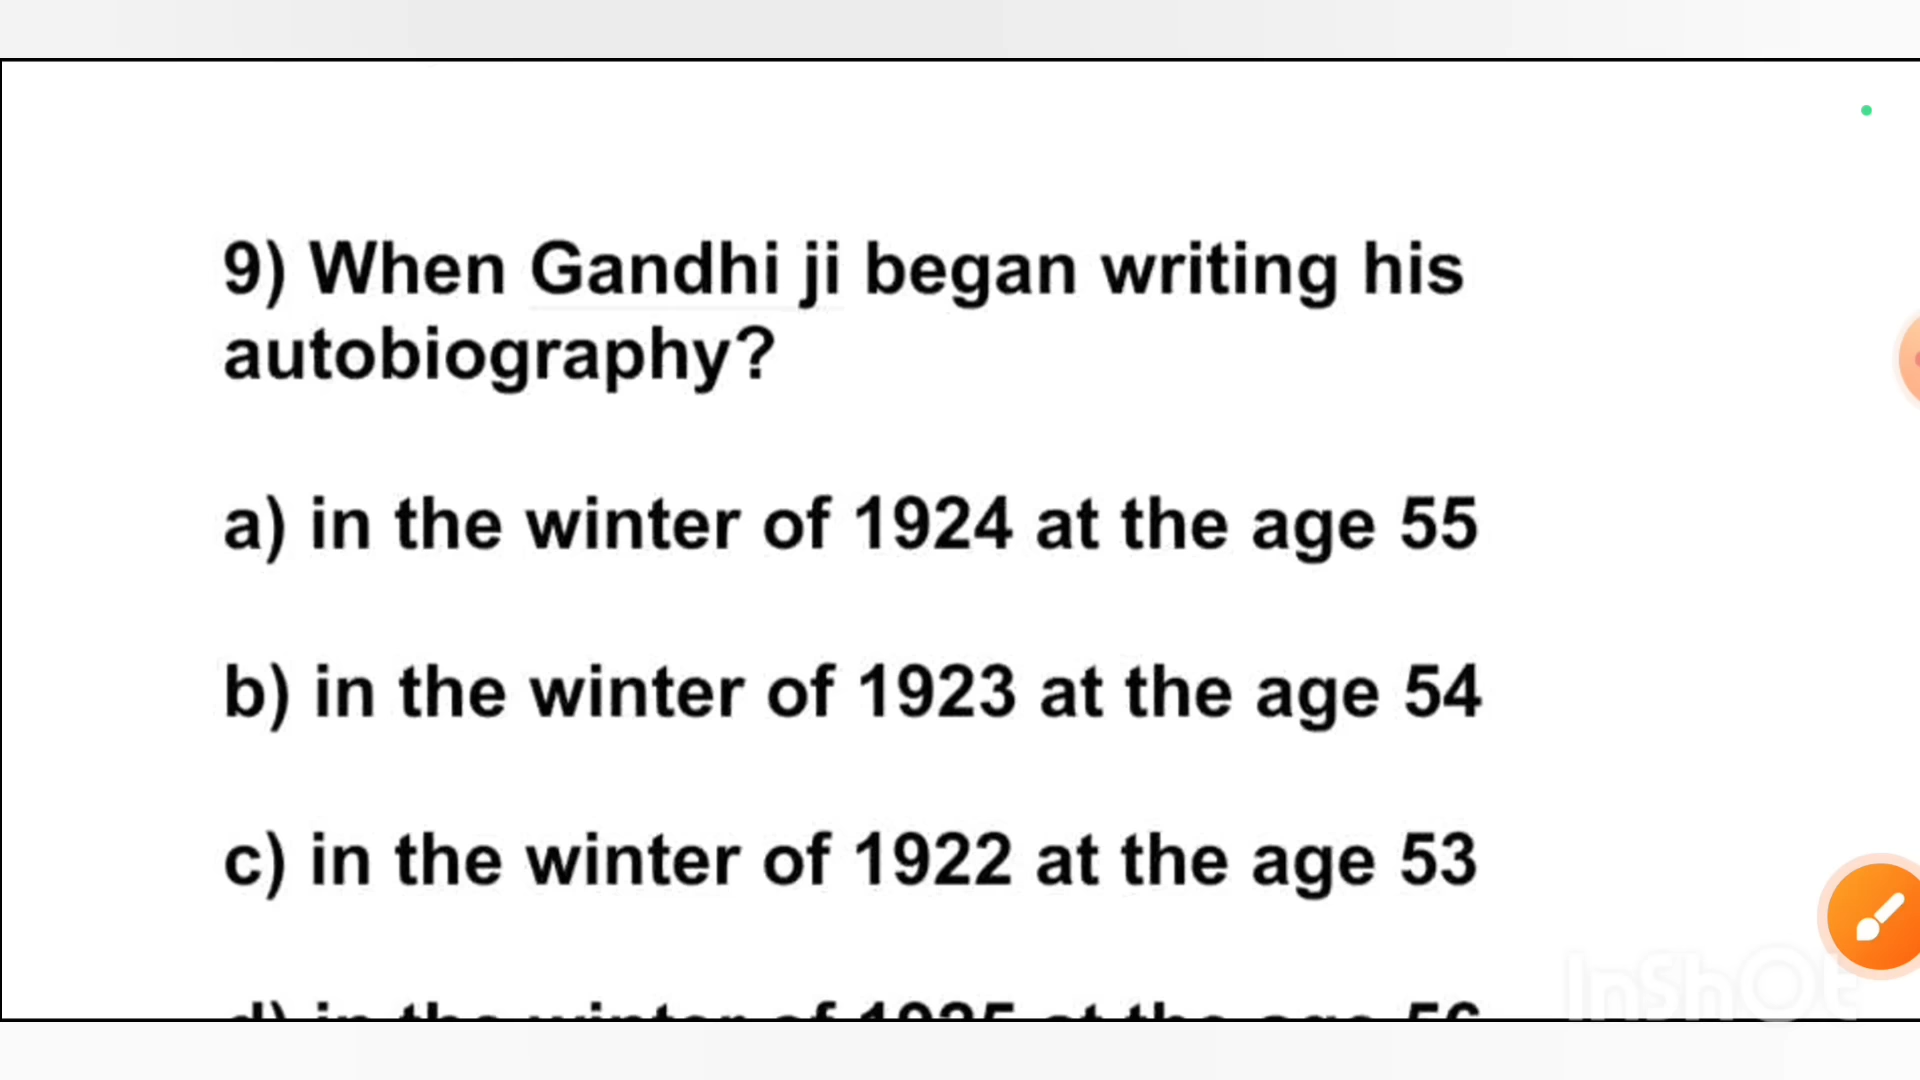 9) When Gandhi ji began writing his
autobiography?
a) in the winter of 1924 at the age 55
b) in the winter of 1923 at the age 54
c) in the winter of 1922 at the age 53
d) in the winter of 1925 at the age 56
InShOt